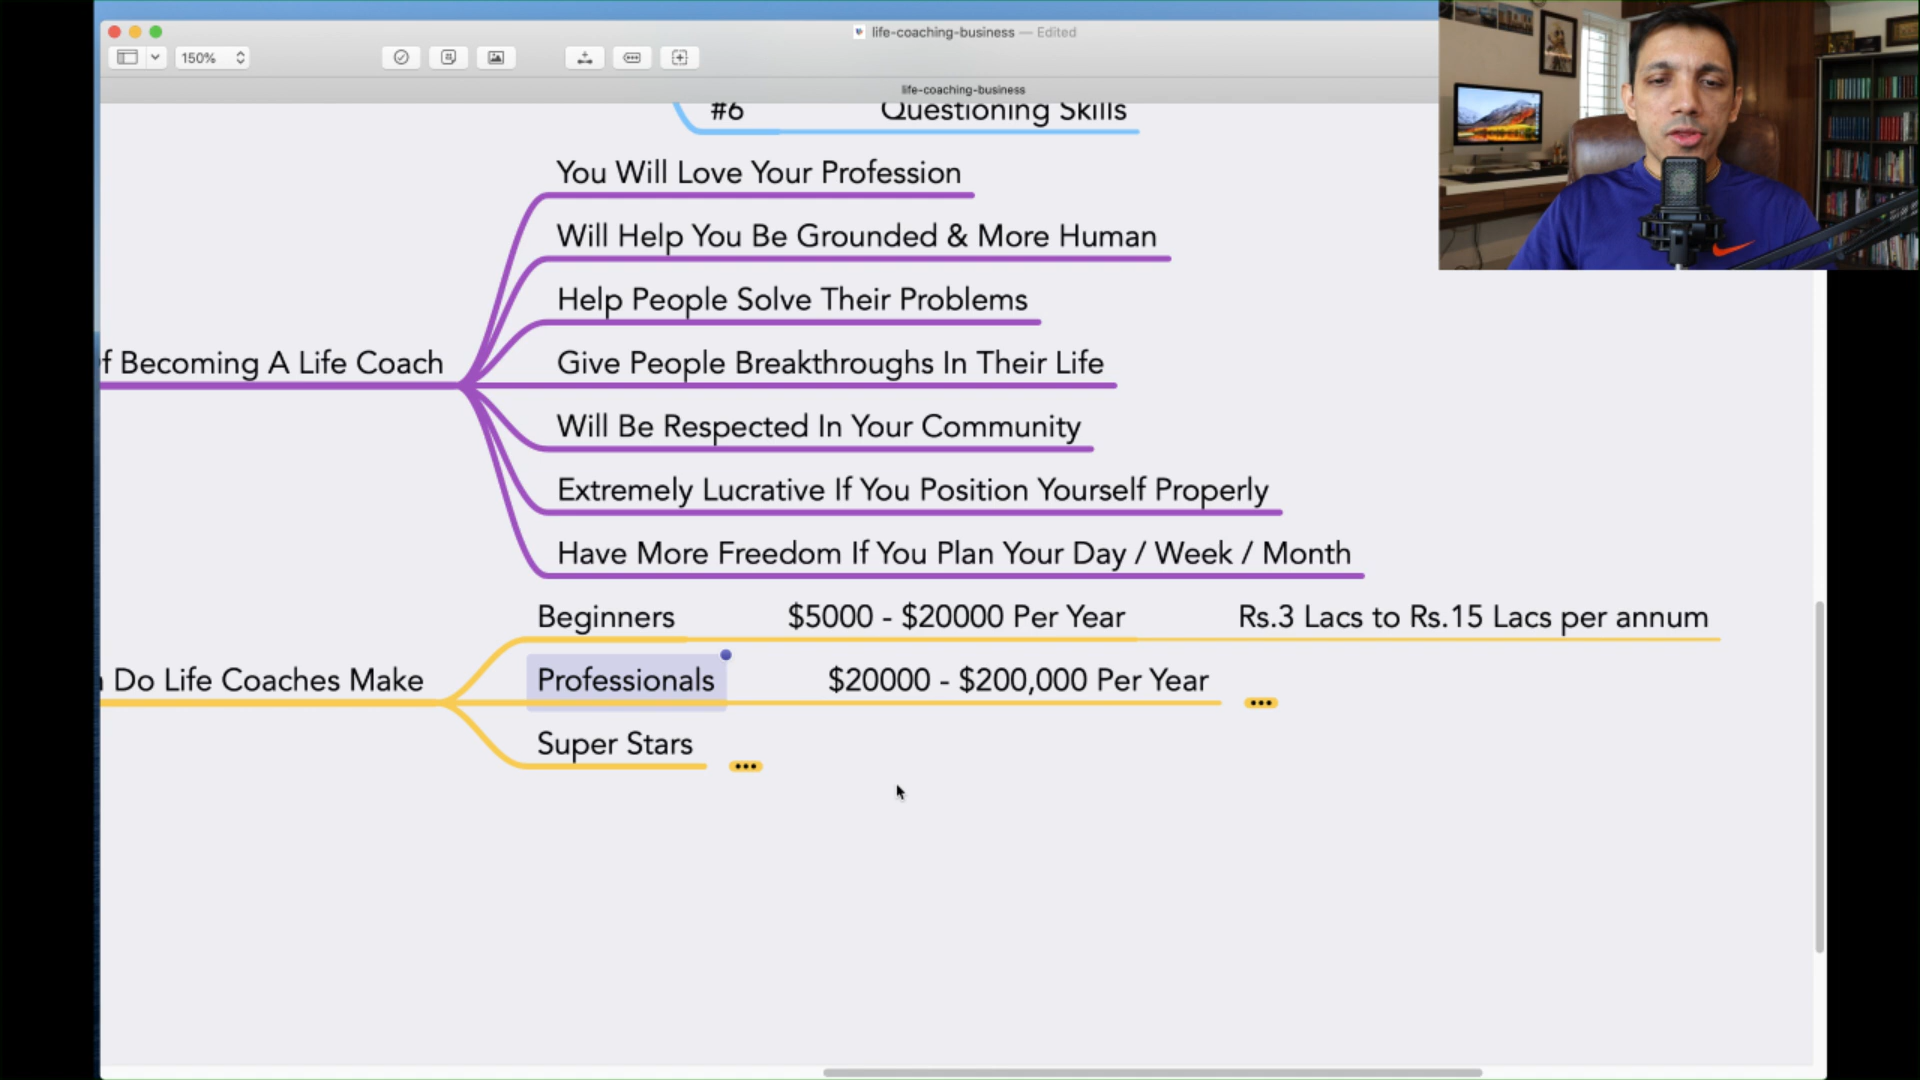 life-coaching-business — Edited
150%
life-coaching-business
#6 Questioning Skills
You Will Love Your Profession
Will Help You Be Grounded & More Human
Help People Solve Their Problems
Give People Breakthroughs In Their Life
f Becoming A Life Coach
Will Be Respected In Your Community
Extremely Lucrative If You Position Yourself Properly
Have More Freedom If You Plan Your Day / Week / Month
Beginners $5000 - $20000 Per Year Rs.3 Lacs to Rs.15 Lacs per annum
Do Life Coaches Make
Professionals $20000 - $200,000 Per Year
Super Stars